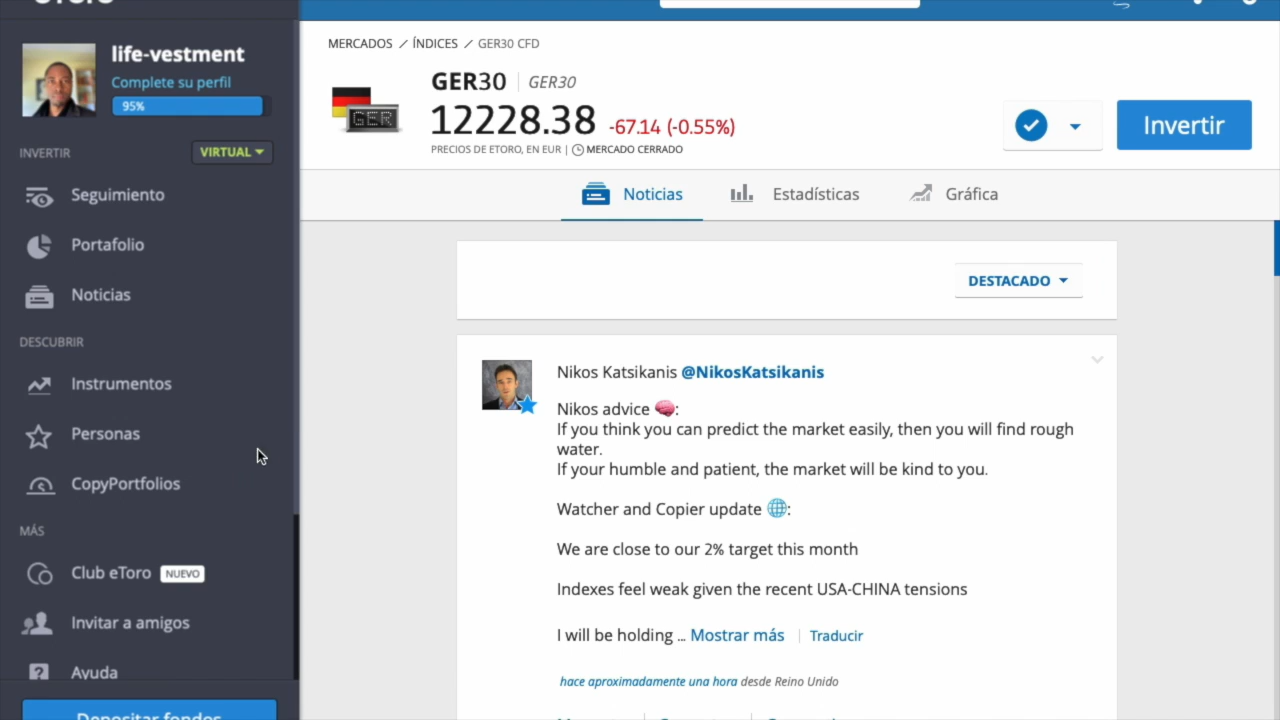 eToro
life-vestment
Complete su perfil
95%
INVERTIR
VIRTUAL
Seguimiento
Portafolio
Noticias
DESCUBRIR
Instrumentos
Personas
CopyPortfolios
MÁS
Club eToro NUEVO
Invitar a amigos
Ayuda
Depositar fondos
MERCADOS / ÍNDICES / GER30 CFD
GER
GER30 | GER30
12228.38 -67.14 (-0.55%)
PRECIOS DE ETORO, EN EUR | MERCADO CERRADO
Invertir
Noticias
Estadísticas
Gráfica
DESTACADO
Nikos Katsikanis @NikosKatsikanis
Nikos advice 🧠:
If you think you can predict the market easily, then you will find rough
water.
If your humble and patient, the market will be kind to you.
Watcher and Copier update 🌐:
We are close to our 2% target this month
Indexes feel weak given the recent USA-CHINA tensions
I will be holding ... Mostrar más | Traducir
hace aproximadamente una hora desde Reino Unido